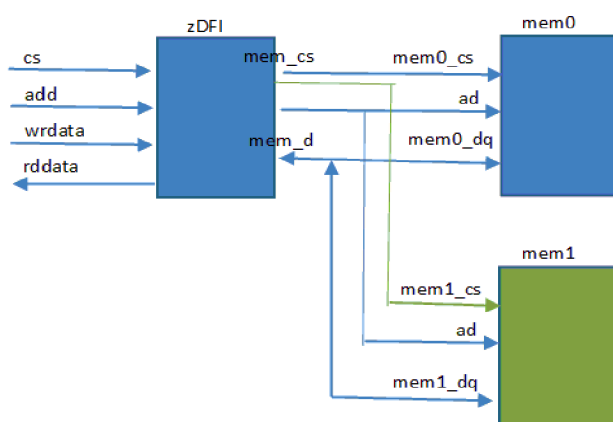 zDFI
mem0
cs
mem_cs
mem0_cs
add
ad
wrdata
mem_d
mem0_dq
rddata
mem1
mem1_cs
ad
mem1_dq